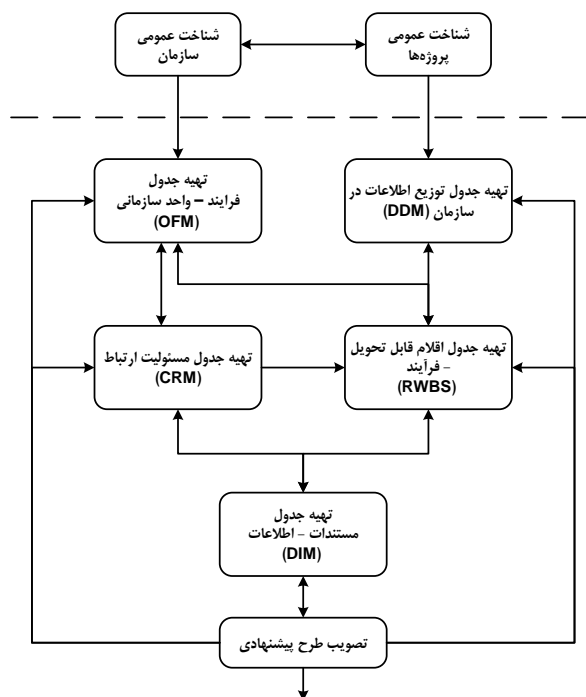 شناخت عمومی
پروژه‌ها
شناخت عمومی
سازمان
تهیه جدول توزیع اطلاعات در
سازمان (DDM)
تهیه جدول
فرایند – واحد سازمانی
(OFM)
تهیه جدول اقلام قابل تحویل
– فرآیند
(RWBS)
تهیه جدول مسئولیت ارتباط
(CRM)
تهیه جدول
مستندات – اطلاعات
(DIM)
تصویب طرح پیشنهادی